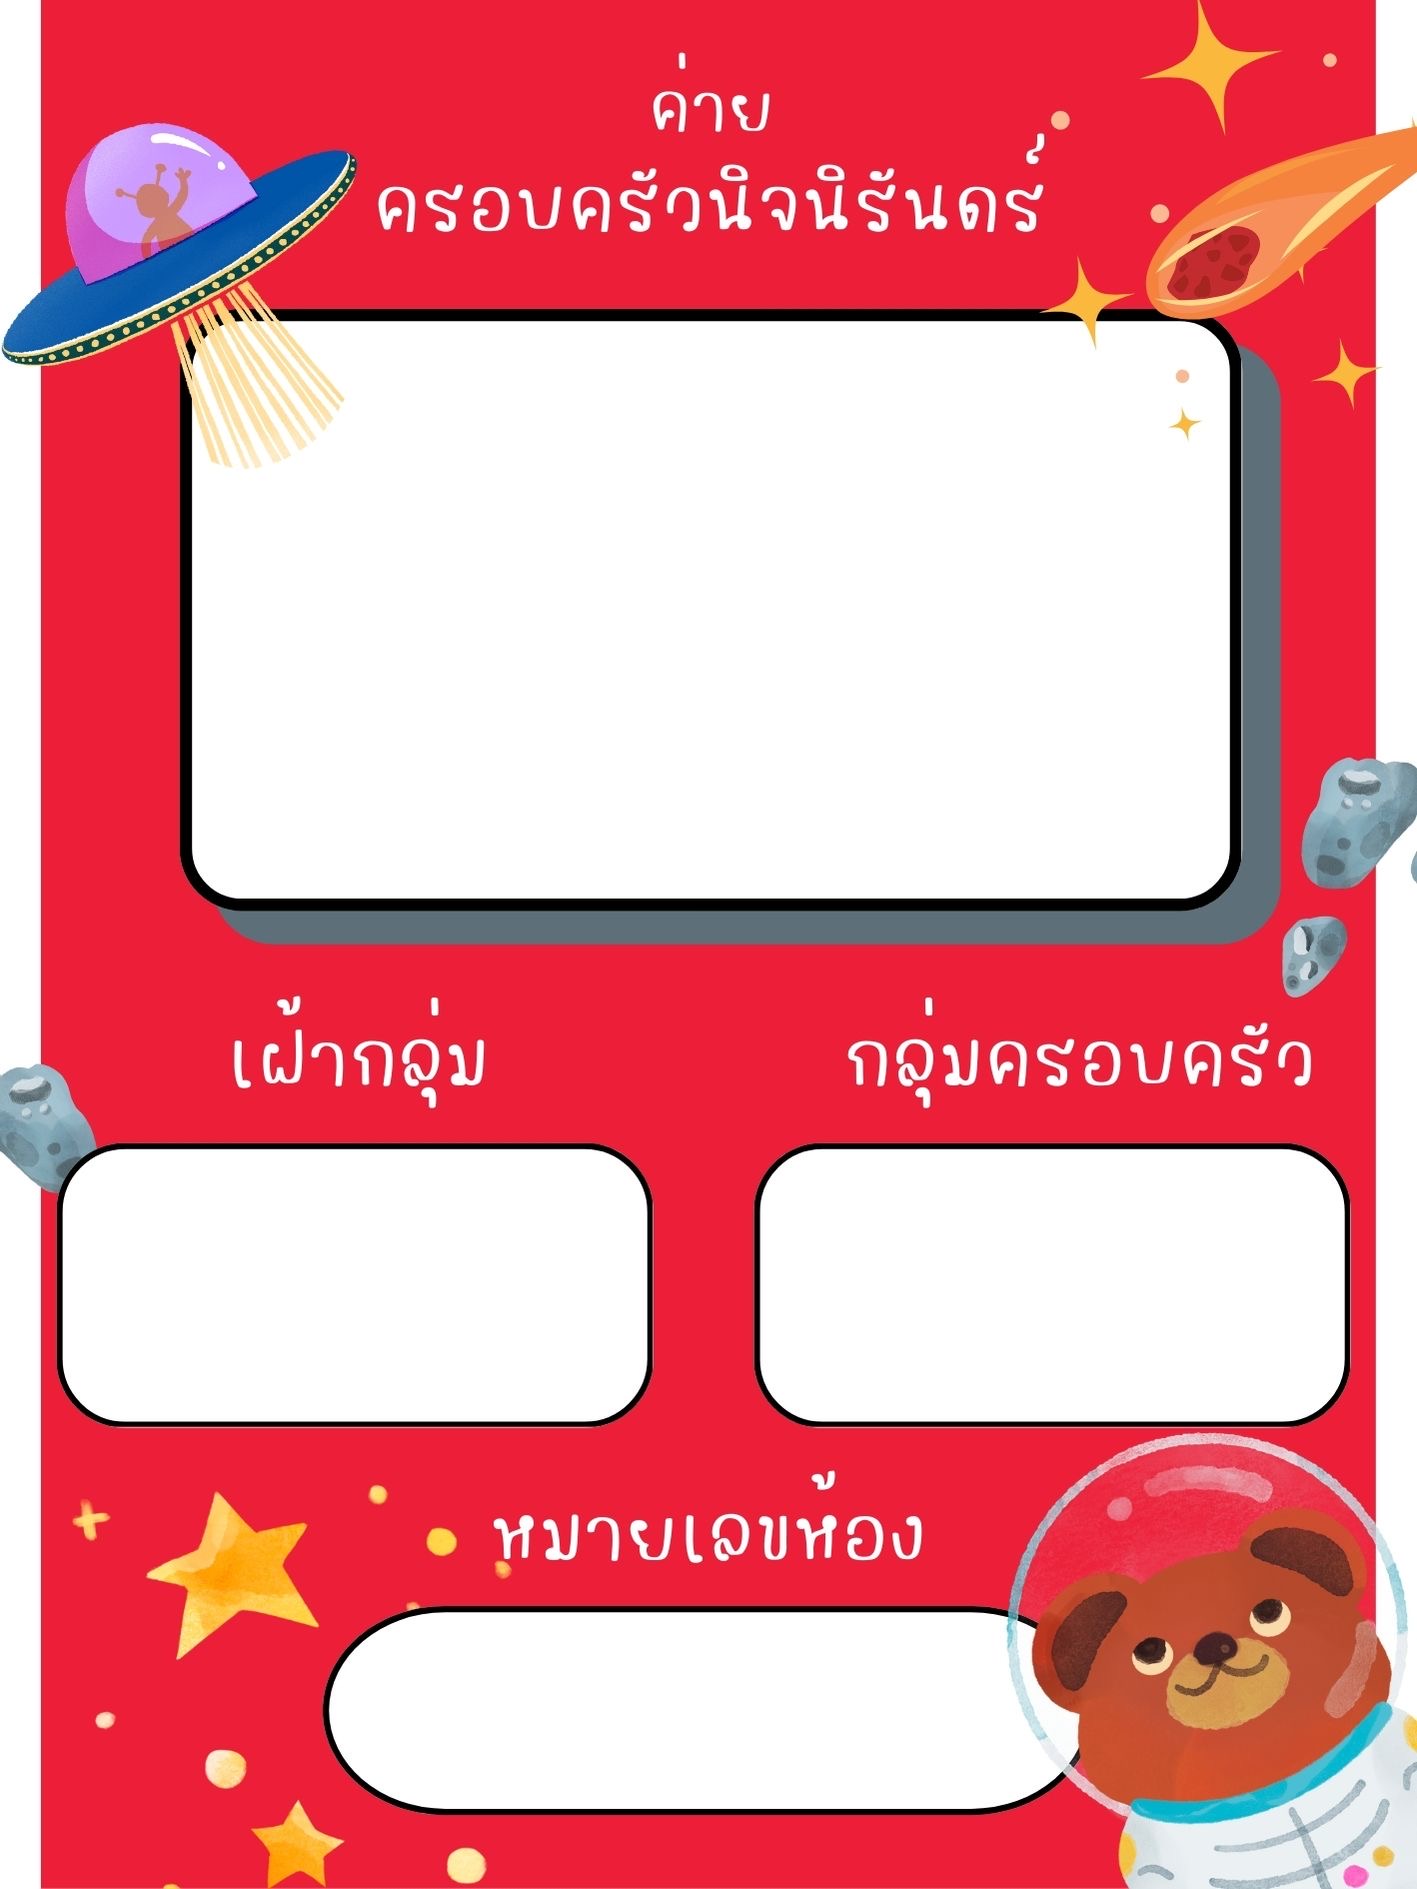 ค่าย
ครอบครัวนิจนิรันดร์
เฝ้ากลุ่ม
กลุ่มครอบครัว
หมายเลขห้อง